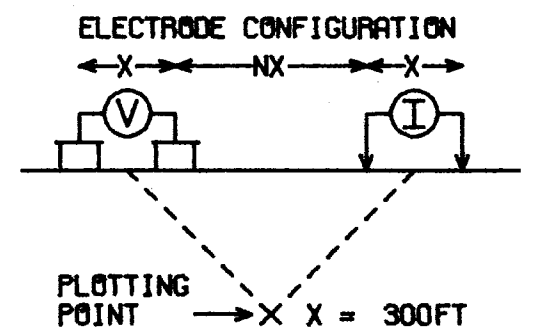 ELECTRODE CONFIGURATION
X NX X
V I
PLOTTING
POINT X = 300FT